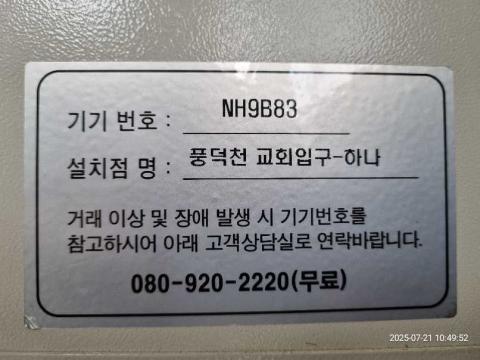 기기 번호 : NH9B83
설치점 명 : 풍덕천 교회입구-하나
거래 이상 및 장애 발생 시 기기번호를
참고하시어 아래 고객상담실로 연락바랍니다.
080-920-2220(무료)
2025-07-21 10:49:52